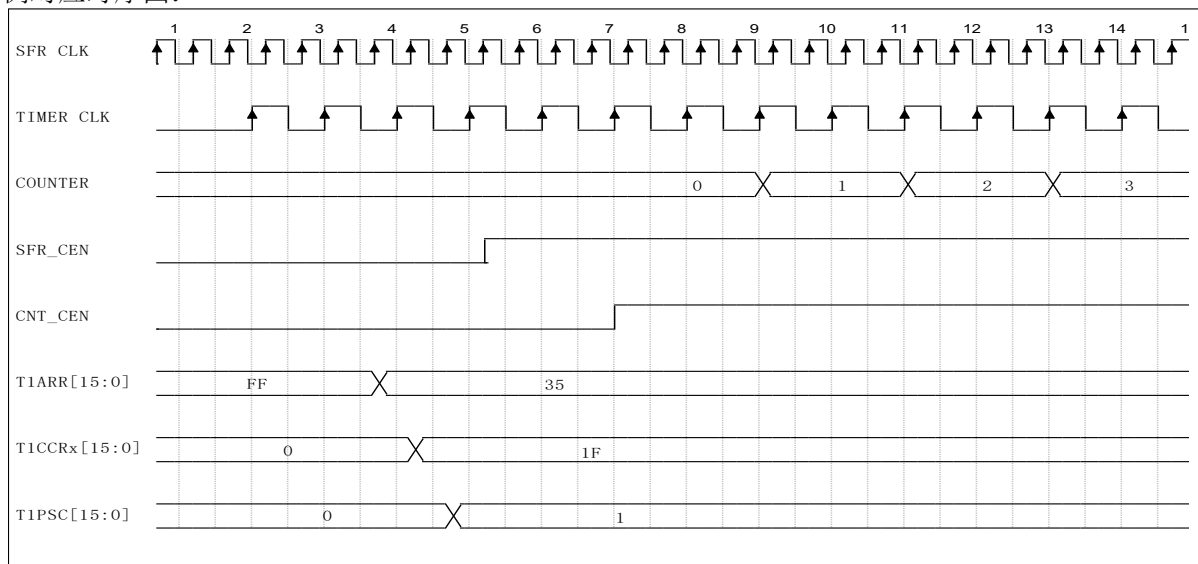 1 2 3 4 5 6 7 8 9 10 11 12 13 14 1
SFR CLK
TIMER CLK
COUNTER 0 1 2 3
SFR_CEN
CNT_CEN
T1ARR[15:0] FF 35
T1CCRx[15:0] 0 1F
T1PSC[15:0] 0 1